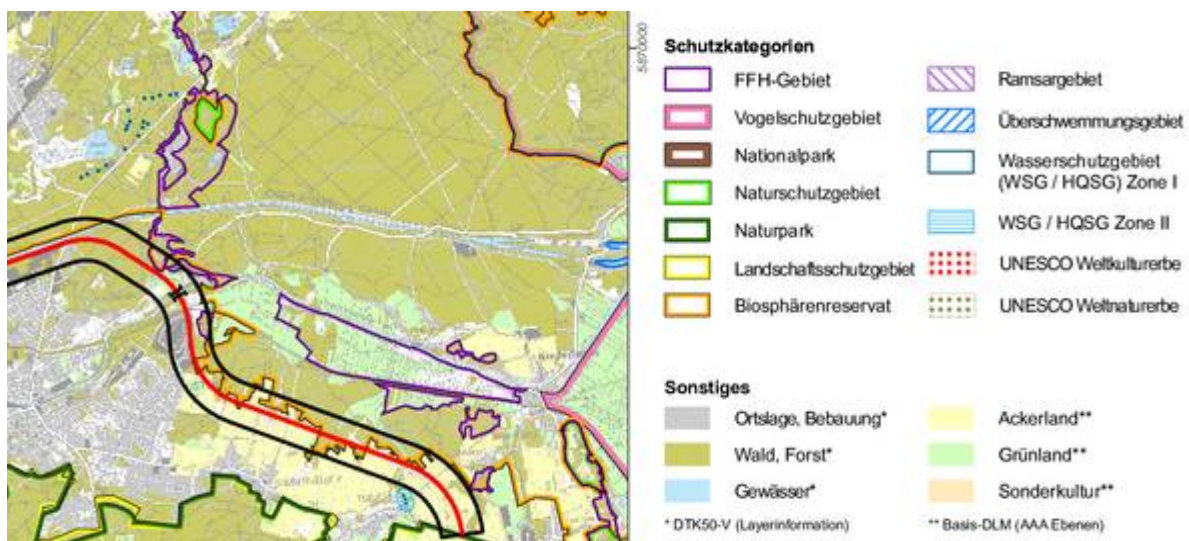 5870000
Schutzkategorien
FFH-Gebiet
Vogelschutzgebiet
Nationalpark
Naturschutzgebiet
Naturpark
Landschaftsschutzgebiet
Biosphärenreservat
Ramsargebiet
Überschwemmungsgebiet
Wasserschutzgebiet
(WSG / HQSG) Zone I
WSG / HQSG Zone II
UNESCO Weltkulturerbe
UNESCO Weltnaturerbe
Sonstiges
Ortslage, Bebauung*
Wald, Forst*
Gewässer*
Ackerland**
Grünland**
Sonderkultur**
* DTK50-V (Layerinformation)
** Basis-DLM (AAA Ebenen)